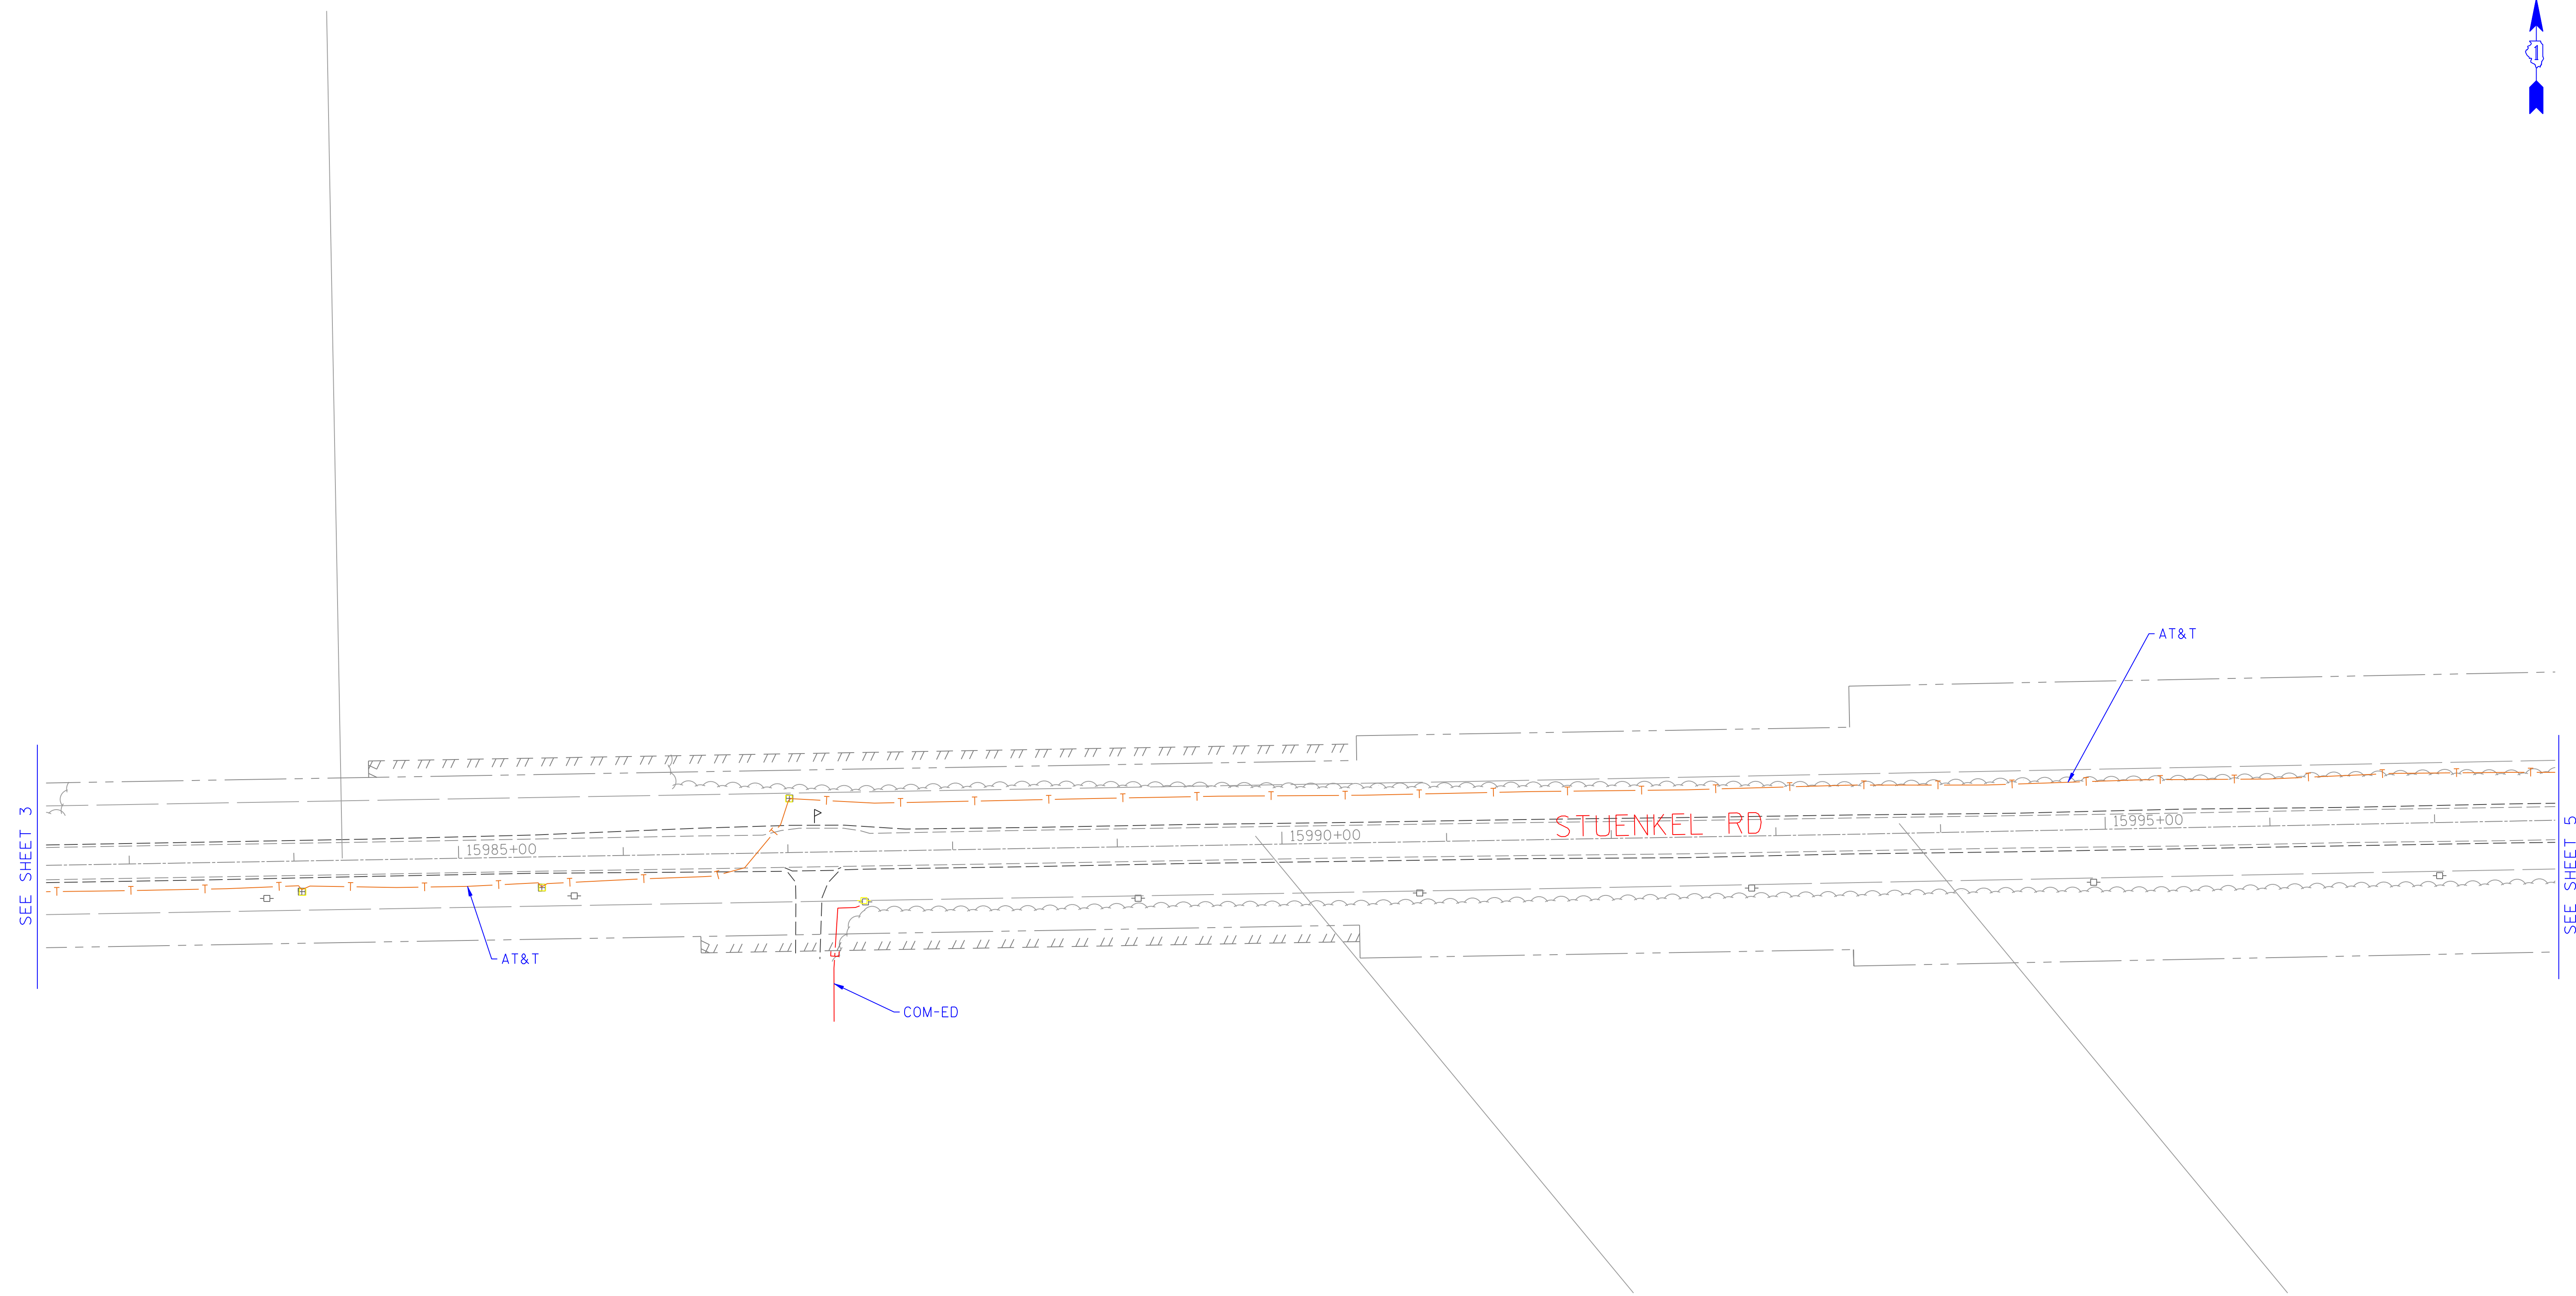 1
AT&T
SEE SHEET 3
15985+00
P
15990+00
STUENKEL RD
15995+00
SEE SHEET 5
AT&T
COM-ED